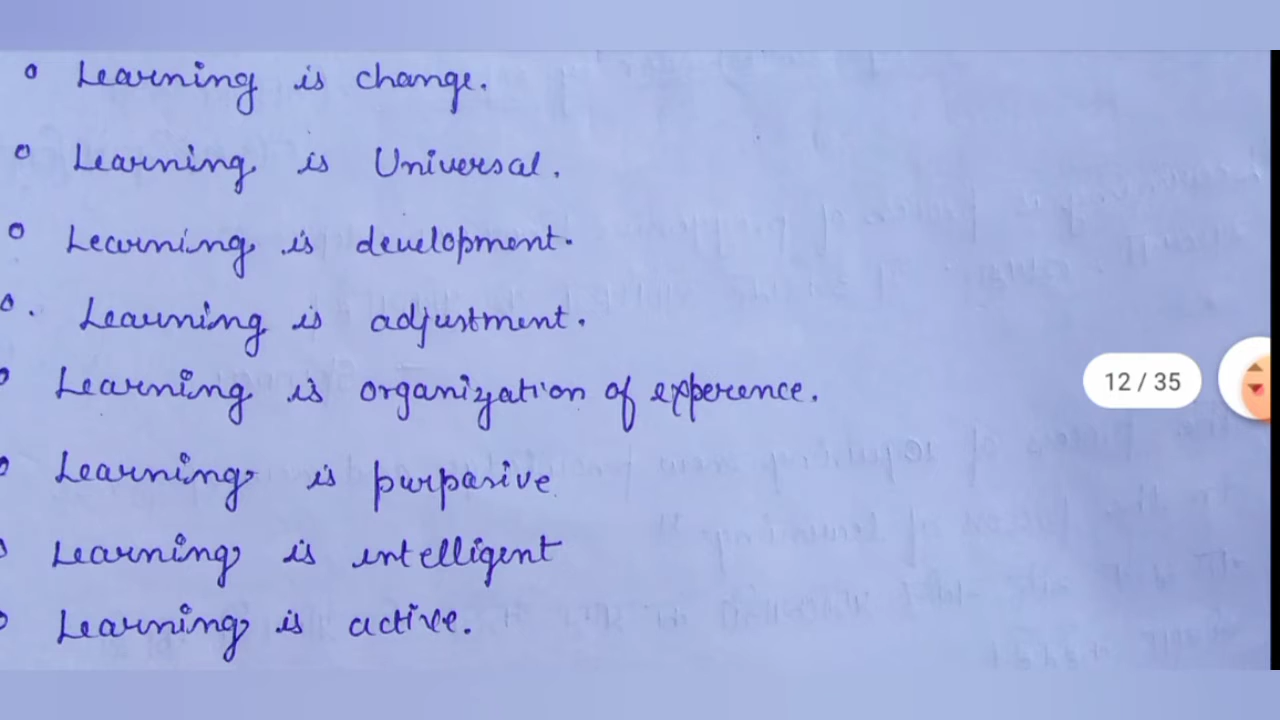 Learning is change.
Learning is Universal.
Learning is development.
Learning is adjustment.
Learning is organization of experence.
12 / 35
Learning is purpasive
Learning is intelligent
Learning is active.